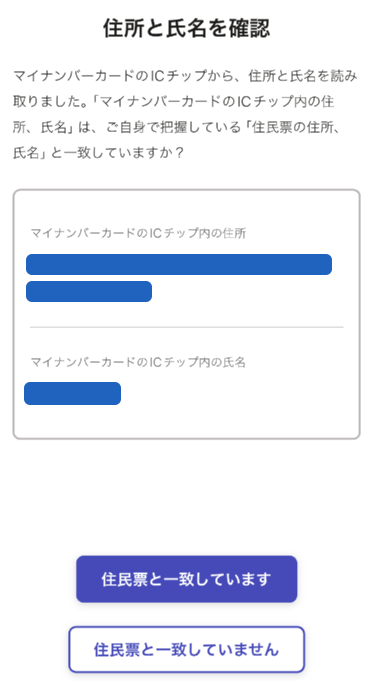 住所と氏名を確認
マイナンバーカードのICチップから、住所と氏名を読み
取りました。「マイナンバーカードのICチップ内の住
所、氏名」は、ご自身で把握している「住民票の住所、
氏名」と一致していますか？
マイナンバーカードのICチップ内の住所
マイナンバーカードのICチップ内の氏名
住民票と一致しています
住民票と一致していません